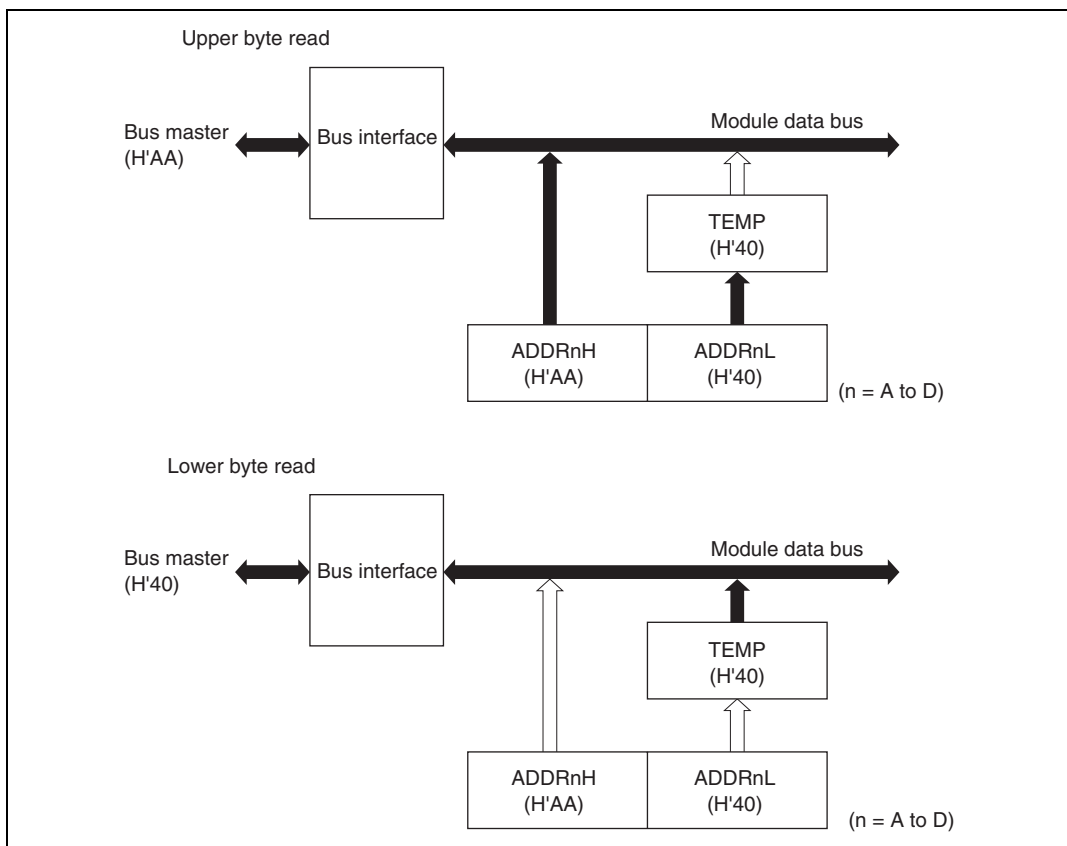 Upper byte read
Bus master
(H'AA)
Bus interface
Module data bus
TEMP
(H'40)
ADDRnH
(H'AA)
ADDRnL
(H'40)
(n = A to D)
Lower byte read
Bus master
(H'40)
Bus interface
Module data bus
TEMP
(H'40)
ADDRnH
(H'AA)
ADDRnL
(H'40)
(n = A to D)